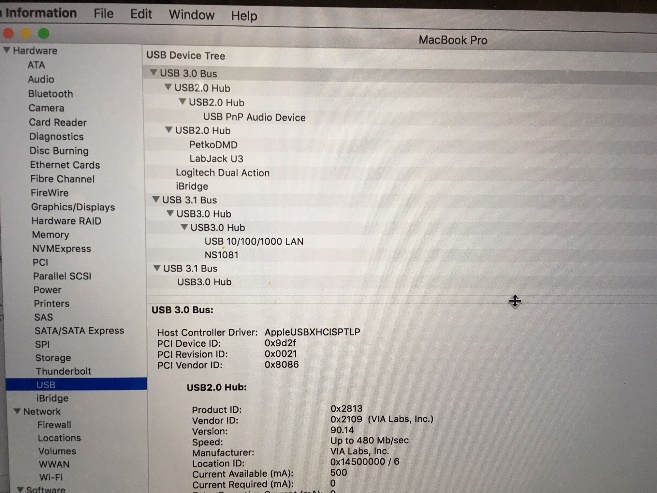 Information File Edit Window Help
MacBook Pro
Hardware
ATA
Audio
Bluetooth
Camera
Card Reader
Diagnostics
Disc Burning
Ethernet Cards
Fibre Channel
FireWire
Graphics/Displays
Hardware RAID
Memory
NVMExpress
PCI
Parallel SCSI
Power
Printers
SAS
SATA/SATA Express
SPI
Storage
Thunderbolt
USB
iBridge
Network
Firewall
Locations
Volumes
WWAN
Wi-Fi
Software
USB Device Tree
USB 3.0 Bus
USB2.0 Hub
USB2.0 Hub
USB PnP Audio Device
USB2.0 Hub
PetkoDMD
LabJack U3
Logitech Dual Action
iBridge
USB 3.1 Bus
USB3.0 Hub
USB3.0 Hub
USB 10/100/1000 LAN
NS1081
USB 3.1 Bus
USB3.0 Hub
USB 3.0 Bus:
Host Controller Driver: AppleUSBXHCISPTLP
PCI Device ID: 0x9d2f
PCI Revision ID: 0x0021
PCI Vendor ID: 0x8086
USB2.0 Hub:
Product ID: 0x2813
Vendor ID: 0x2109 (VIA Labs, Inc.)
Version: 90.14
Speed: Up to 480 Mb/sec
Manufacturer: VIA Labs, Inc.
Location ID: 0x14500000 / 6
Current Available (mA): 500
Current Required (mA): 0